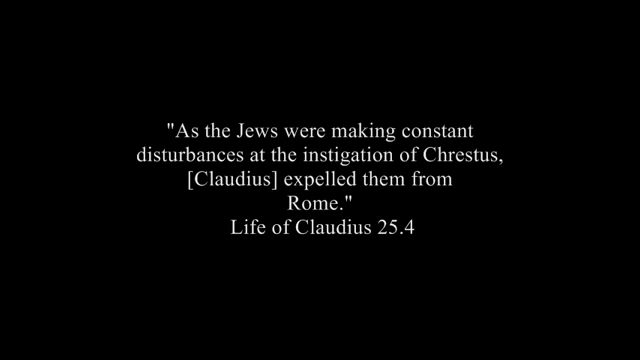 "As the Jews were making constant
disturbances at the instigation of Chrestus,
[Claudius] expelled them from
Rome."
Life of Claudius 25.4